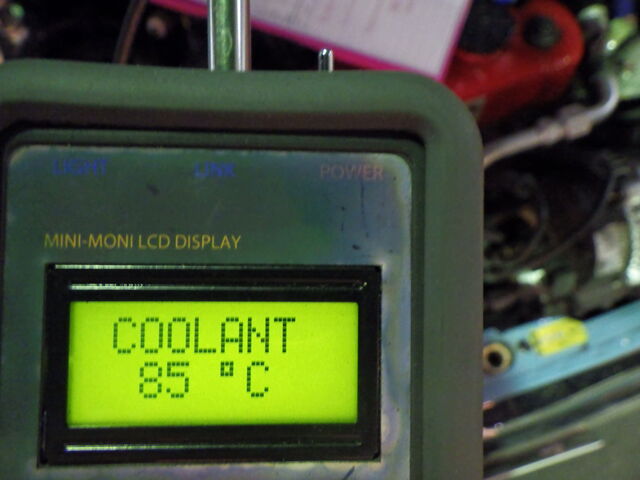 LIGHT LINK POWER
MINI-MONI LCD DISPLAY
COOLANT
85 °C